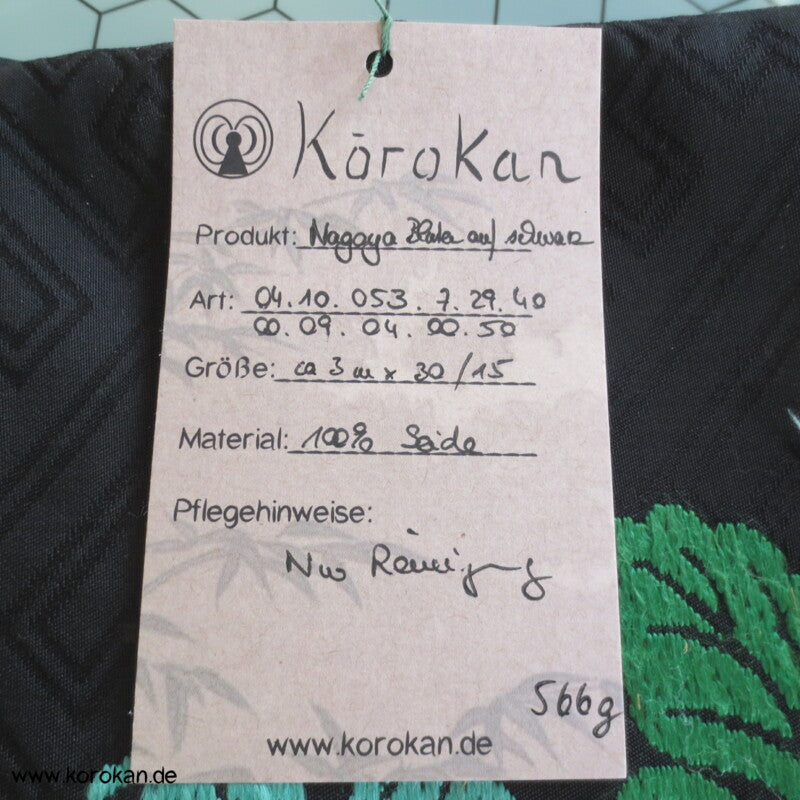 Kōrokan
Produkt: Nagoya auf schwarz
Art: 04.10.053.7.29.40
00.09.04.00.50
Größe: ca 3 m x 30/15
Material: 100% Seide
Pflegehinweise:
Nur Reinigung
566g
www.korokan.de
www.korokan.de